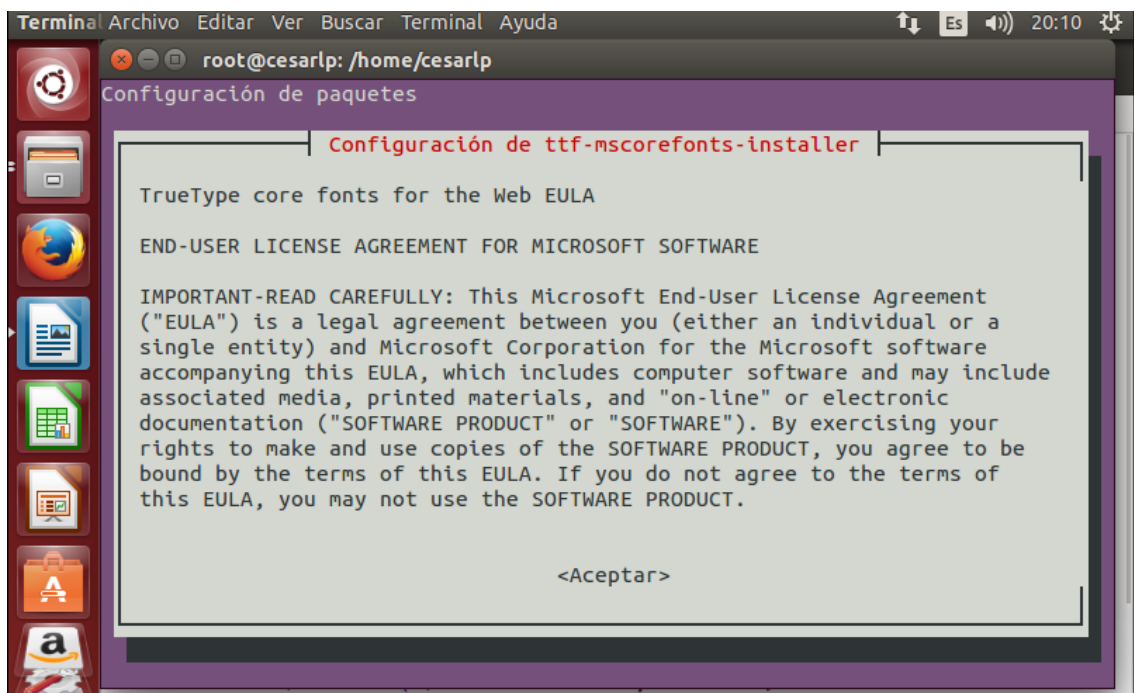 Terminal Archivo Editar Ver Buscar Terminal Ayuda Es 20:10
root@cesarlp: /home/cesarlp
Configuración de paquetes
Configuración de ttf-mscorefonts-installer
TrueType core fonts for the Web EULA
END-USER LICENSE AGREEMENT FOR MICROSOFT SOFTWARE
IMPORTANT-READ CAREFULLY: This Microsoft End-User License Agreement
("EULA") is a legal agreement between you (either an individual or a
single entity) and Microsoft Corporation for the Microsoft software
accompanying this EULA, which includes computer software and may include
associated media, printed materials, and "on-line" or electronic
documentation ("SOFTWARE PRODUCT" or "SOFTWARE"). By exercising your
rights to make and use copies of the SOFTWARE PRODUCT, you agree to be
bound by the terms of this EULA. If you do not agree to the terms of
this EULA, you may not use the SOFTWARE PRODUCT.
<Aceptar>